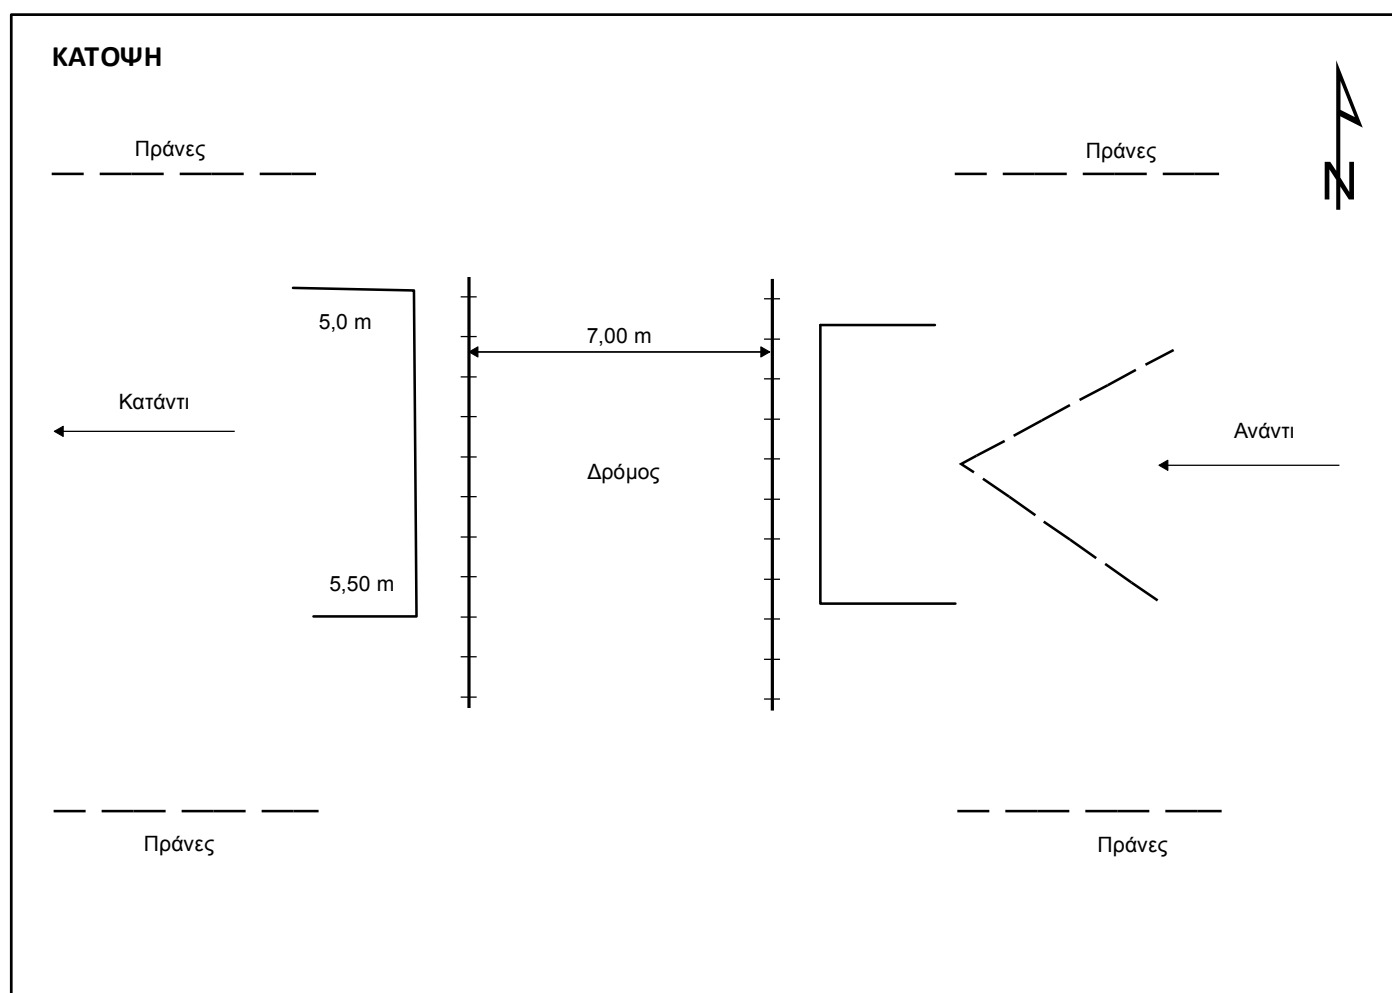 ΚΑΤΟΨΗ
Πράνες
Πράνες
N
5,0 m
7,00 m
Κατάντι
Ανάντι
Δρόμος
5,50 m
Πράνες
Πράνες